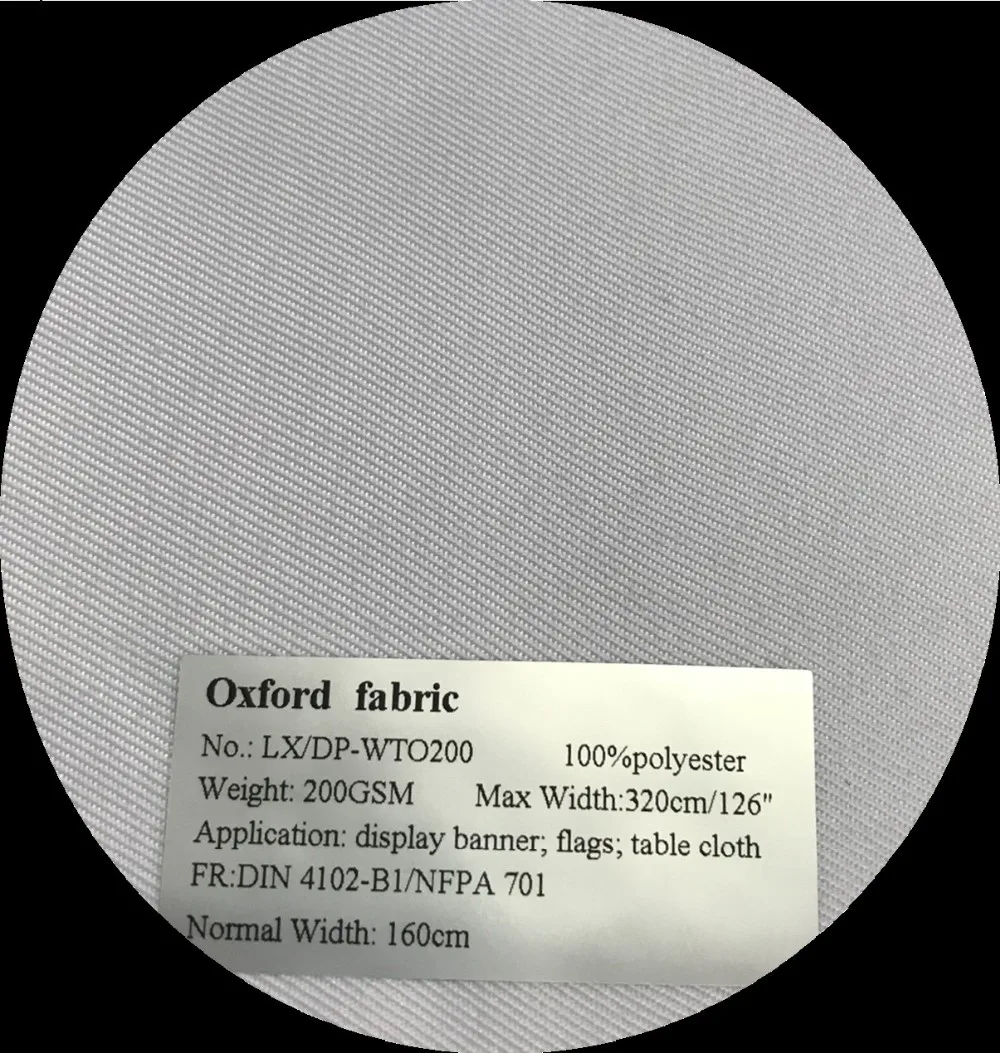 Oxford fabric
No.: LX/DP-WTO200 100%polyester
Weight: 200GSM Max Width:320cm/126"
Application: display banner; flags; table cloth
FR:DIN 4102-B1/NFPA 701
Normal Width: 160cm